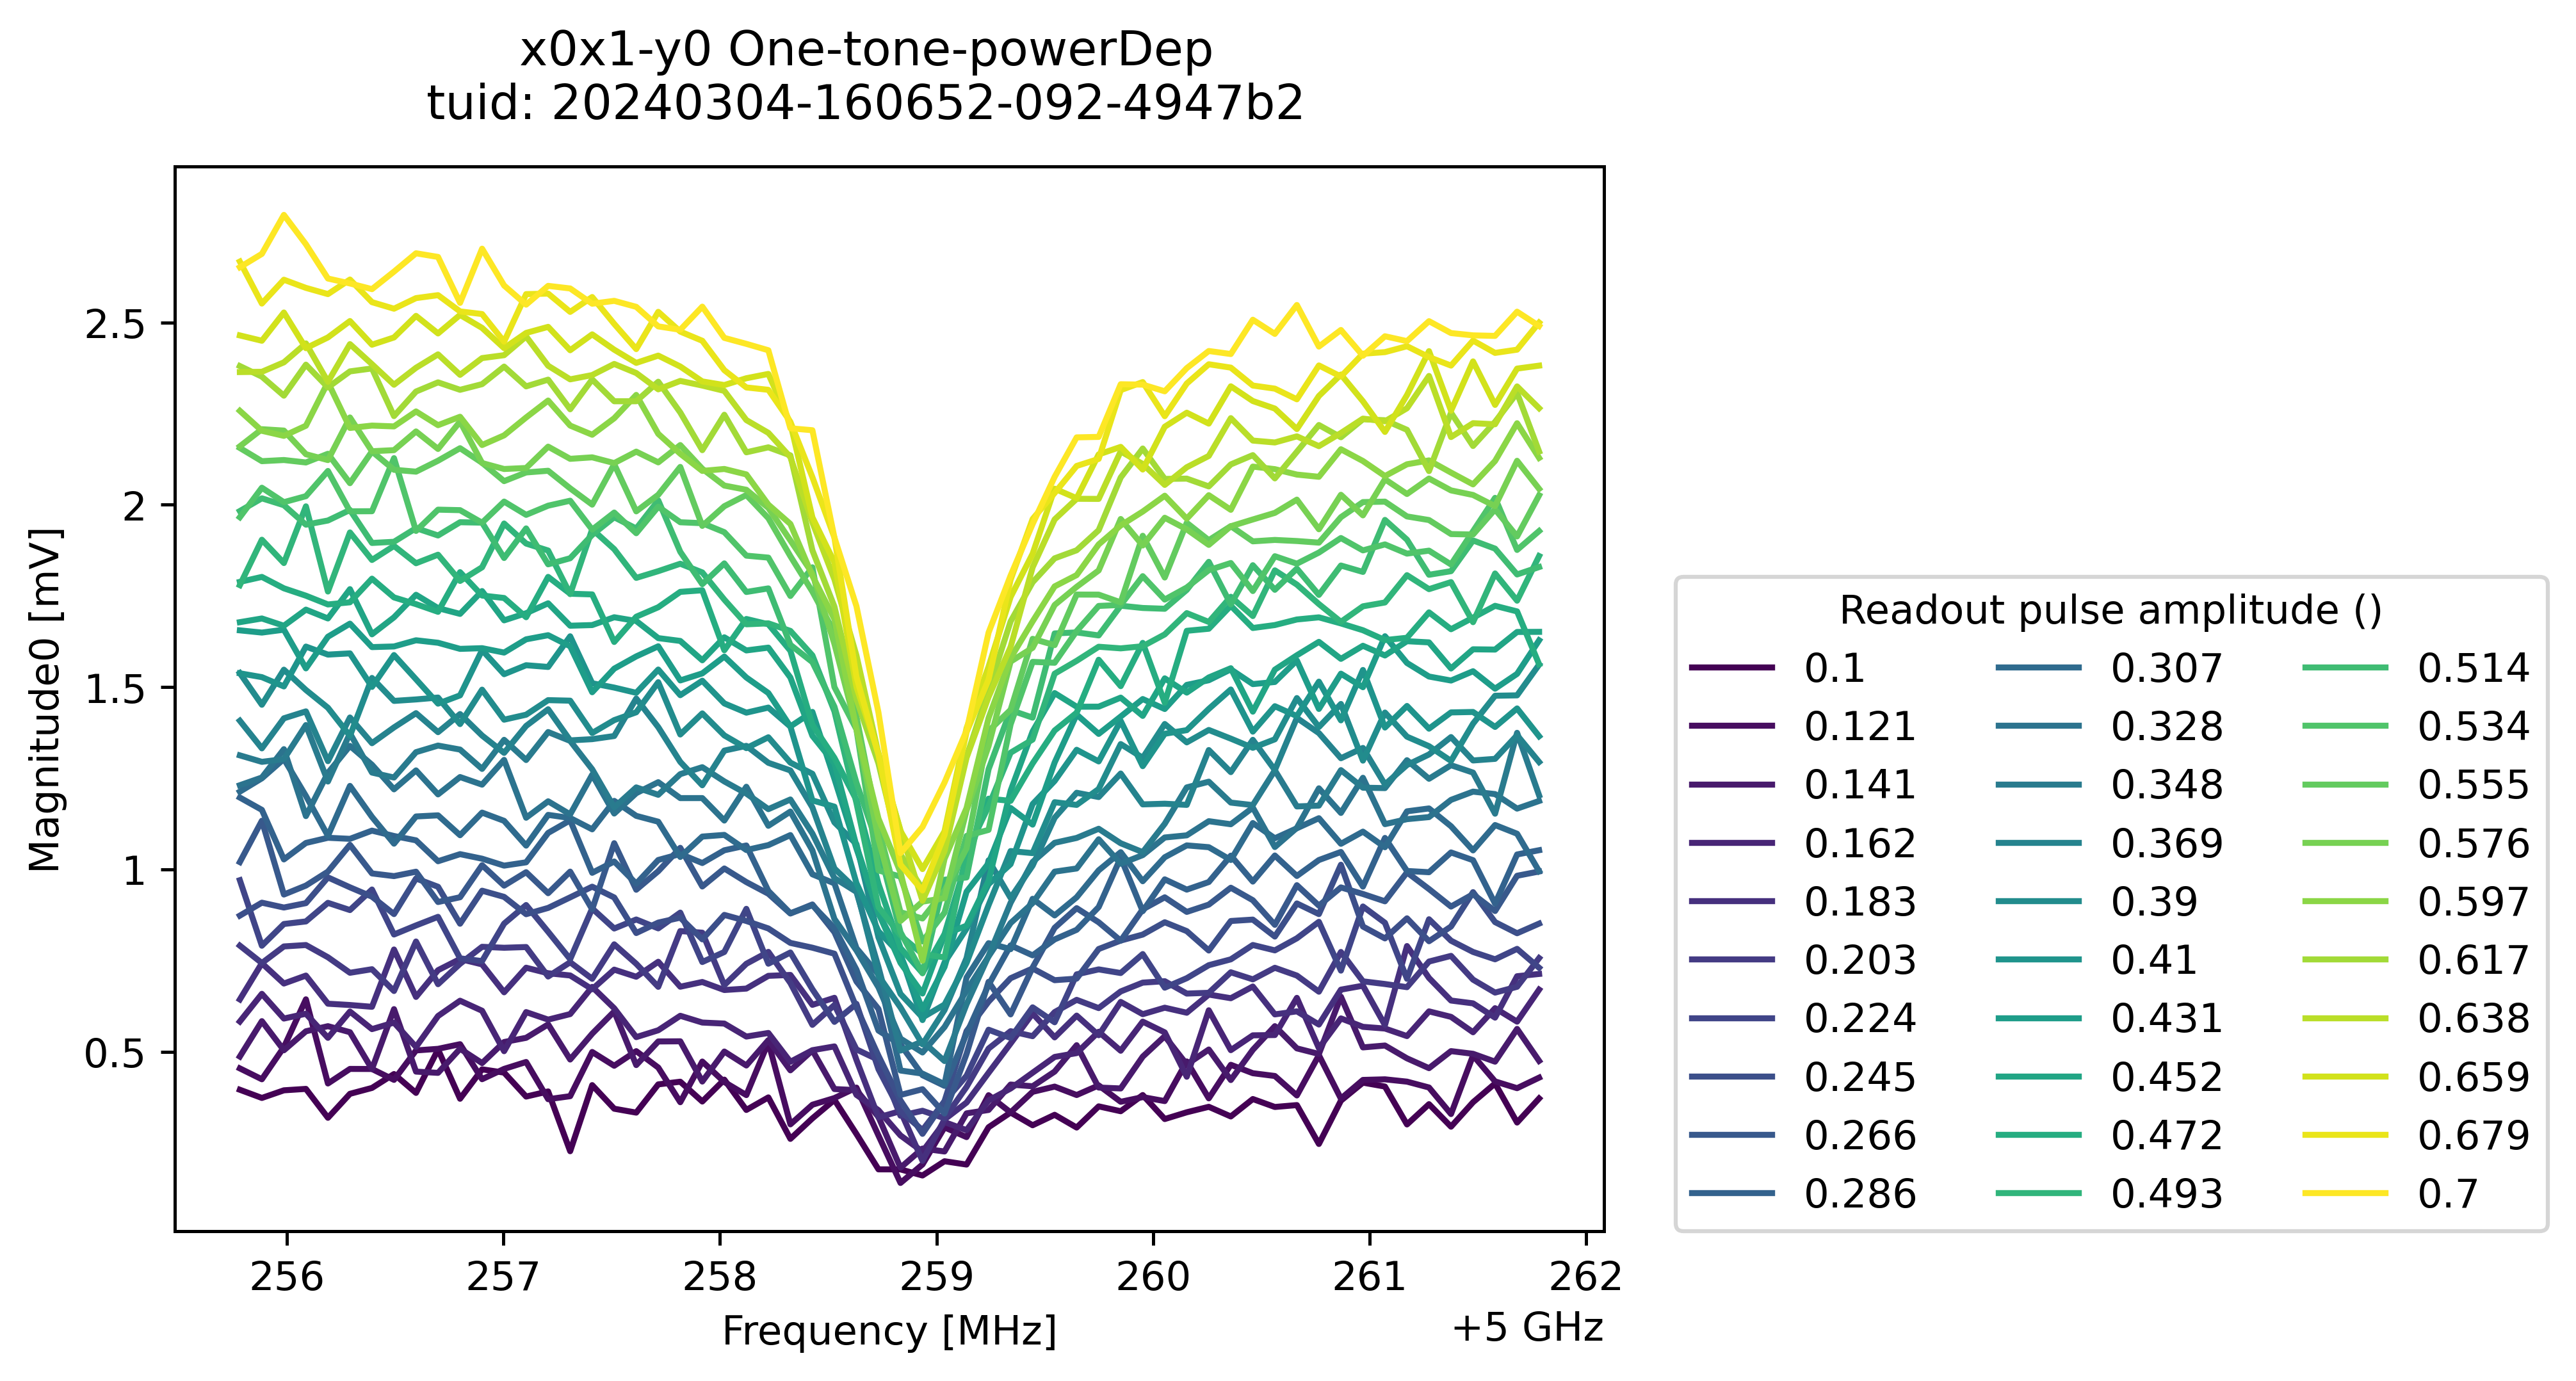 x0x1-y0 One-tone-powerDep
tuid: 20240304-160652-092-4947b2
Magnitude0 [mV]
2.5
2
1.5
1
0.5
256 257 258 259 260 261 262
Frequency [MHz]
+5 GHz
Readout pulse amplitude ()
0.1 0.307 0.514
0.121 0.328 0.534
0.141 0.348 0.555
0.162 0.369 0.576
0.183 0.39 0.597
0.203 0.41 0.617
0.224 0.431 0.638
0.245 0.452 0.659
0.266 0.472 0.679
0.286 0.493 0.7